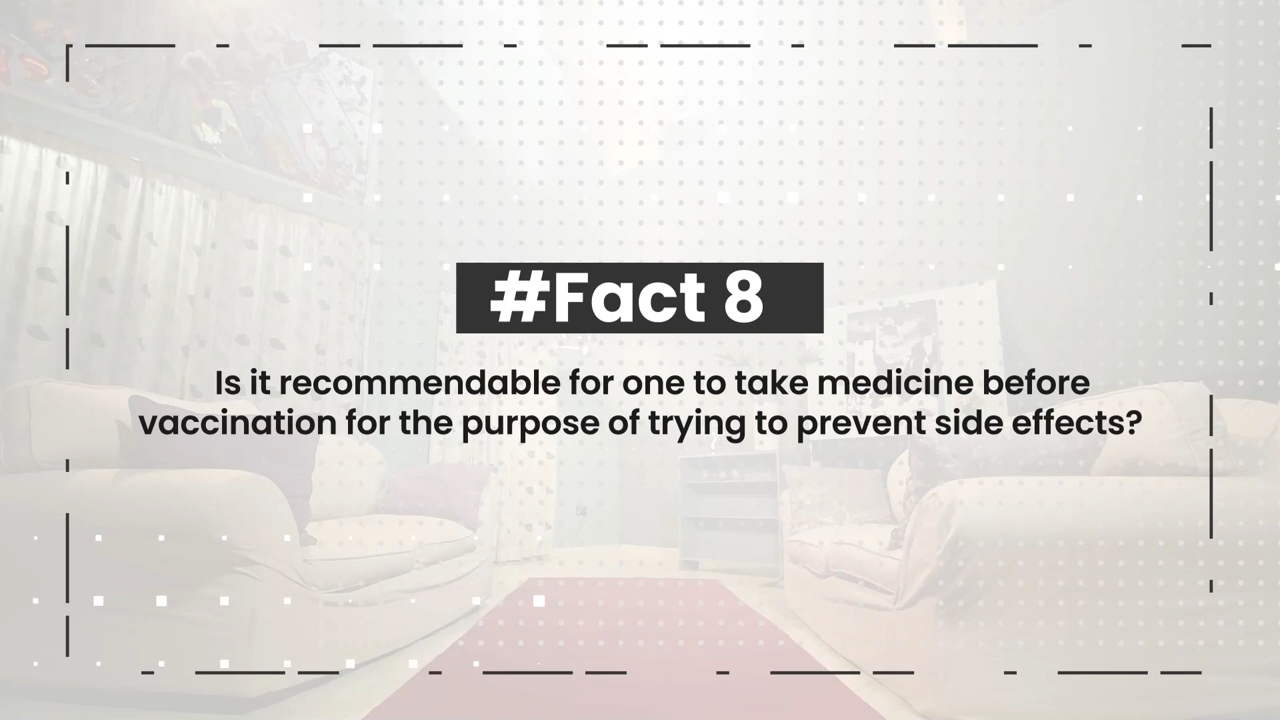 #Fact 8
Is it recommendable for one to take medicine before
vaccination for the purpose of trying to prevent side effects?